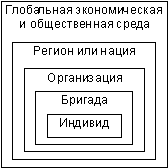 Глобальная экономическая
и общественная среда
Регион или нация
Организация
Бригада
Индивид